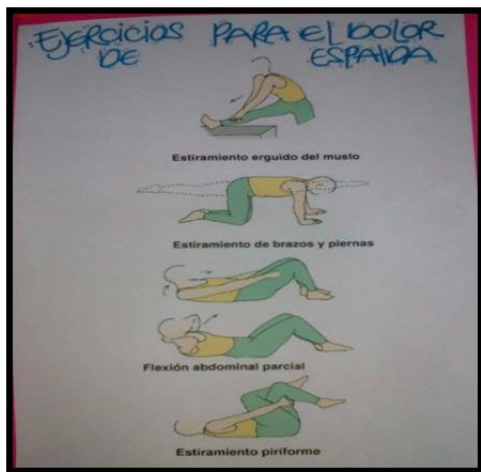 EJERCICIOS PARA EL DOLOR
DE ESPALDA
Estiramiento erguido del muslo
Estiramiento de brazos y piernas
Flexión abdominal parcial
Estiramiento piriforme